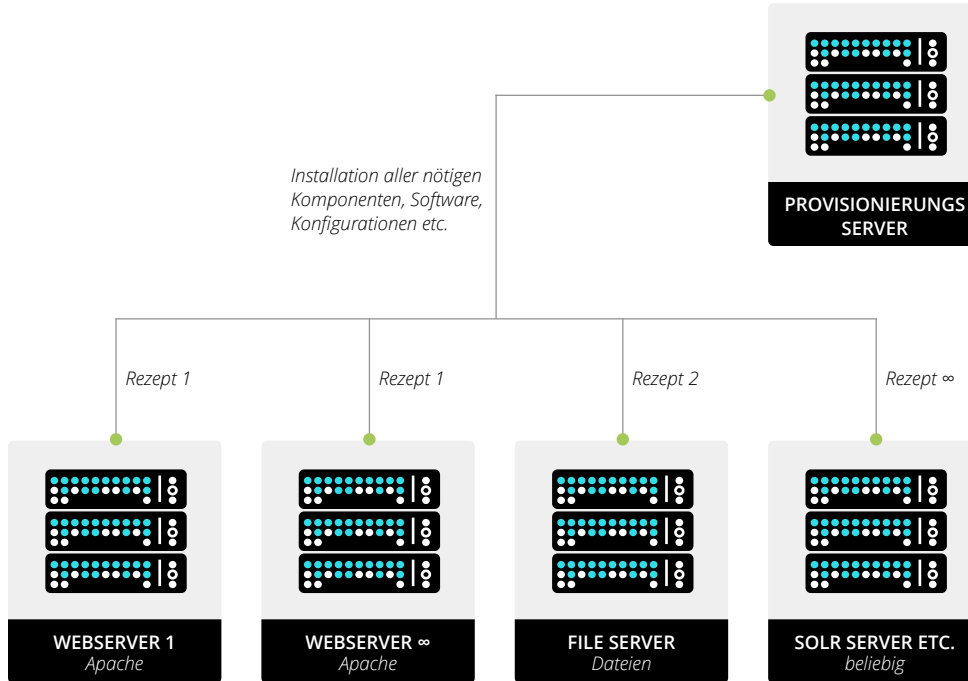 PROVISIONIERUNGS
SERVER
Installation aller nötigen
Komponenten, Software,
Konfigurationen etc.
Rezept 1
Rezept 1
Rezept 2
Rezept ∞
WEBSERVER 1
Apache
WEBSERVER ∞
Apache
FILE SERVER
Dateien
SOLR SERVER ETC.
beliebig